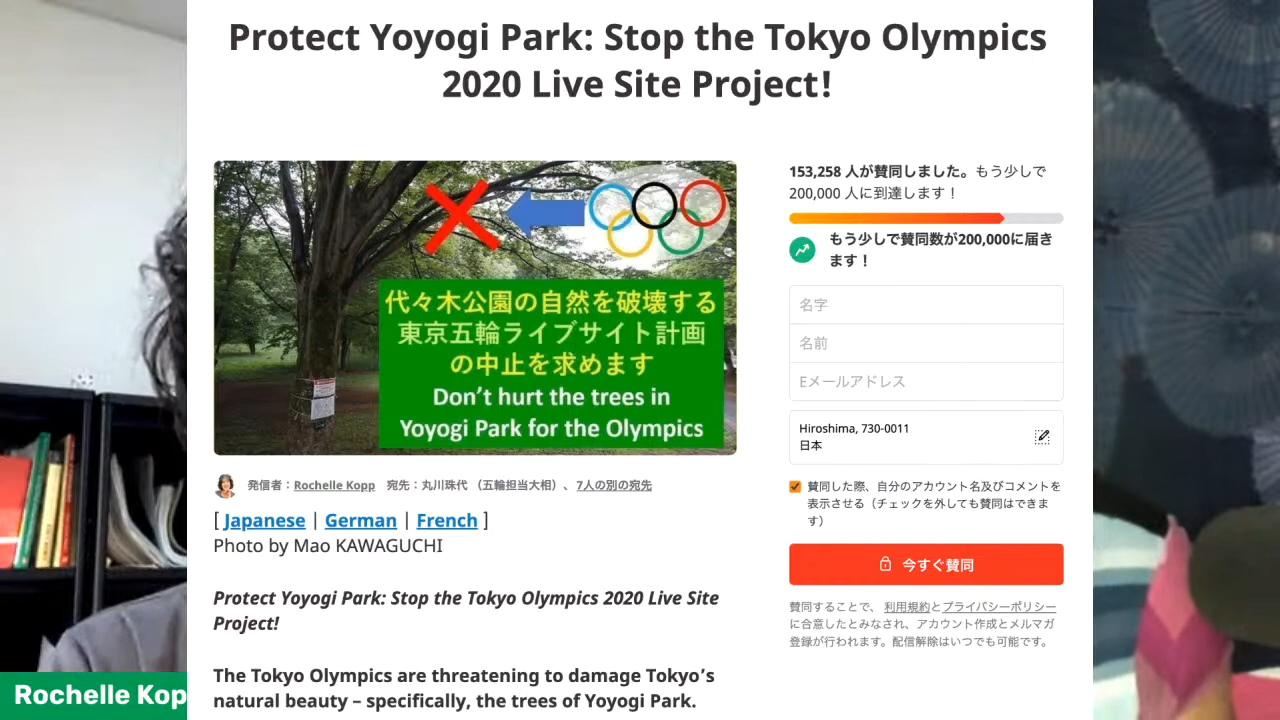 Protect Yoyogi Park: Stop the Tokyo Olympics
2020 Live Site Project!
代々木公園の自然を破壊する
東京五輪ライブサイト計画
の中止を求めます
Don't hurt the trees in
Yoyogi Park for the Olympics
発信者：Rochelle Kopp 宛先：丸川珠代 （五輪担当大相）、7人の別の宛先
[ Japanese | German | French ]
Photo by Mao KAWAGUCHI
Protect Yoyogi Park: Stop the Tokyo Olympics 2020 Live Site
Project!
The Tokyo Olympics are threatening to damage Tokyo's
natural beauty – specifically, the trees of Yoyogi Park.
153,258 人が賛同しました。もう少しで
200,000 人に到達します！
もう少しで賛同数が200,000に届き
ます！
名字
名前
Eメールアドレス
Hiroshima, 730-0011
日本
賛同した際、自分のアカウント名及びコメントを
表示させる（チェックを外しても賛同はできま
す）
今すぐ賛同
賛同することで、 利用規約とプライバシーポリシー
に合意したとみなされ、アカウント作成とメルマガ
登録が行われます。配信解除はいつでも可能です。
Rochelle Kop